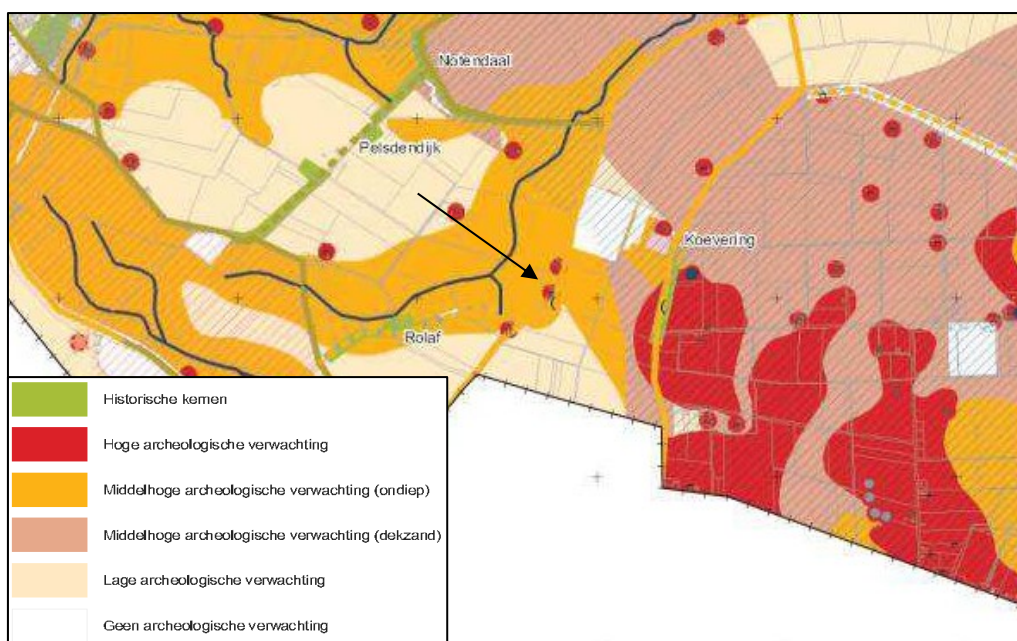 Notendaal
Pelsdendijk
Koevering
Rolaf
Historische kernen
Hoge archeologische verwachting
Middelhoge archeologische verwachting (ondiep)
Middelhoge archeologische verwachting (dekzand)
Lage archeologische verwachting
Geen archeologische verwachting